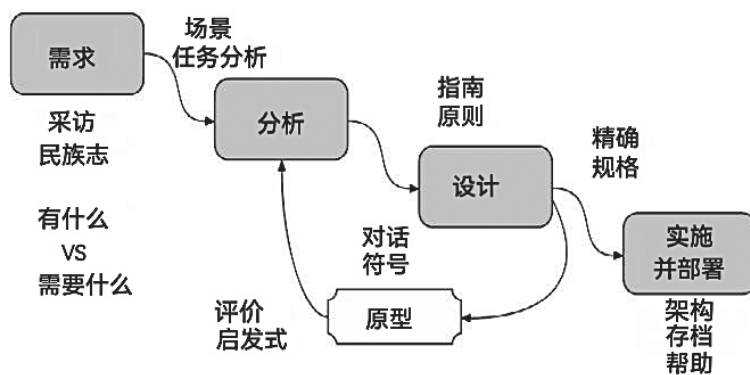 需求
场景
任务分析
采访
民族志
有什么
VS
需要什么
分析
指南
原则
设计
精确
规格
对话
符号
评价
启发式
原型
实施
并部署
架构
存档
帮助